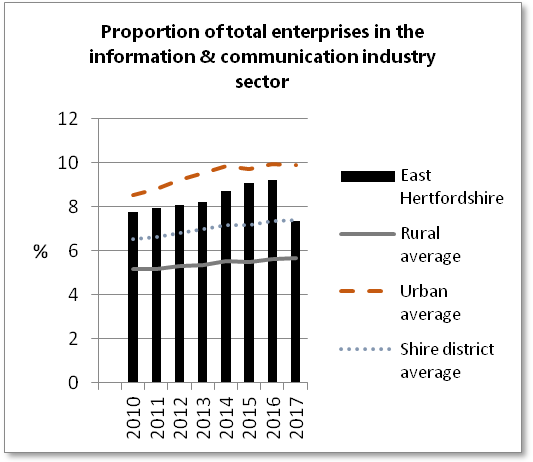 Proportion of total enterprises in the
information & communication industry
sector
12
10
8
6
4
2
0
%
2010
2011
2012
2013
2014
2015
2016
2017
East
Hertfordshire
Rural
average
Urban
average
Shire district
average